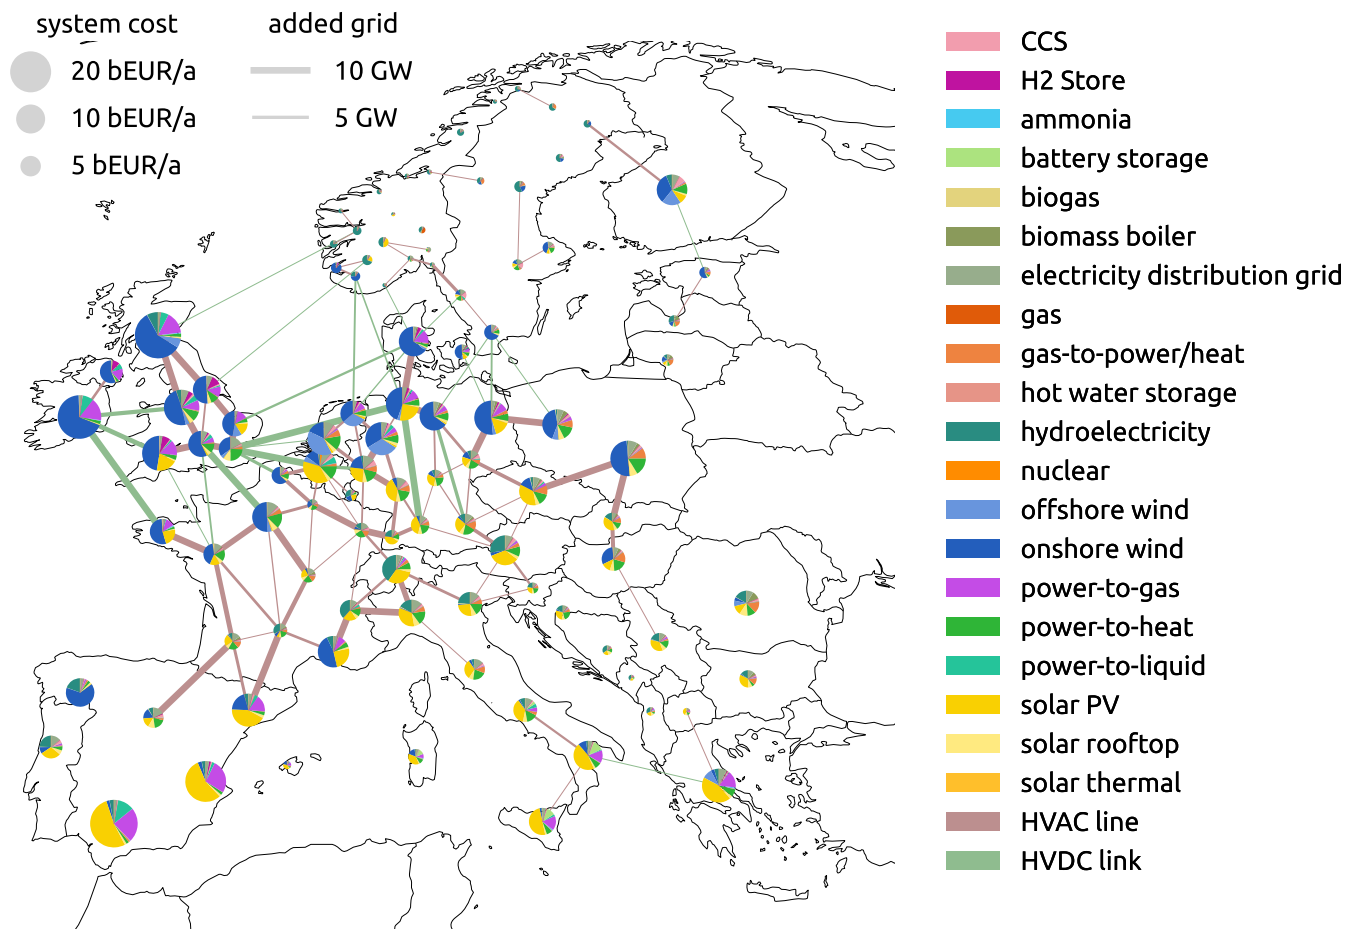 system cost
20 bEUR/a
10 bEUR/a
5 bEUR/a
added grid
10 GW
5 GW
CCS
H2 Store
ammonia
battery storage
biogas
biomass boiler
electricity distribution grid
gas
gas-to-power/heat
hot water storage
hydroelectricity
nuclear
offshore wind
onshore wind
power-to-gas
power-to-heat
power-to-liquid
solar PV
solar rooftop
solar thermal
HVAC line
HVDC link